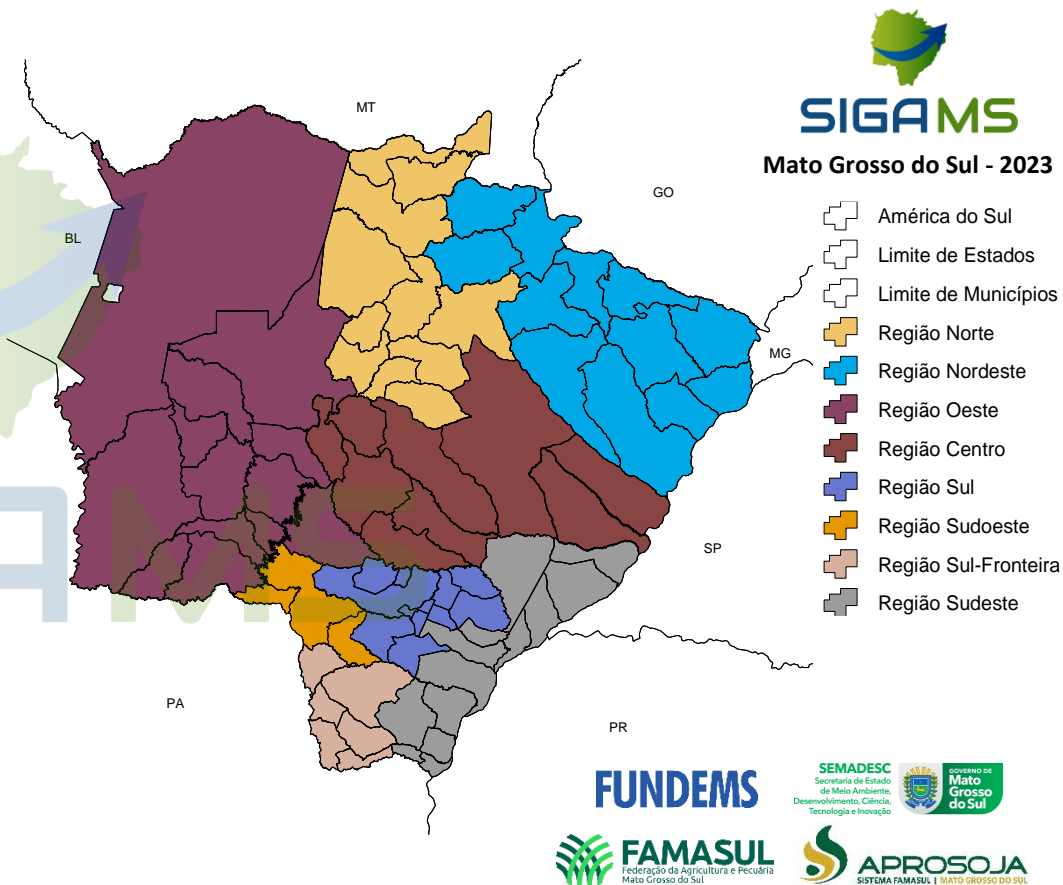 SIGAMS
Mato Grosso do Sul - 2023
América do Sul
Limite de Estados
Limite de Municípios
Região Norte
Região Nordeste
Região Oeste
Região Centro
Região Sul
Região Sudoeste
Região Sul-Fronteira
Região Sudeste
MT
GO
BL
MG
SP
PA
PR
A MS
FUNDEMS
SEMADESC
Secretaria de Estado
de Meio Ambiente,
Desenvolvimento, Ciência,
Tecnologia e Inovação
GOVERNO DE
Mato
Grosso
do Sul
FAMASUL
Federação da Agricultura e Pecuária
Mato Grosso do Sul
APROSOJA
SISTEMA FAMASUL | MATO GROSSO DO SUL